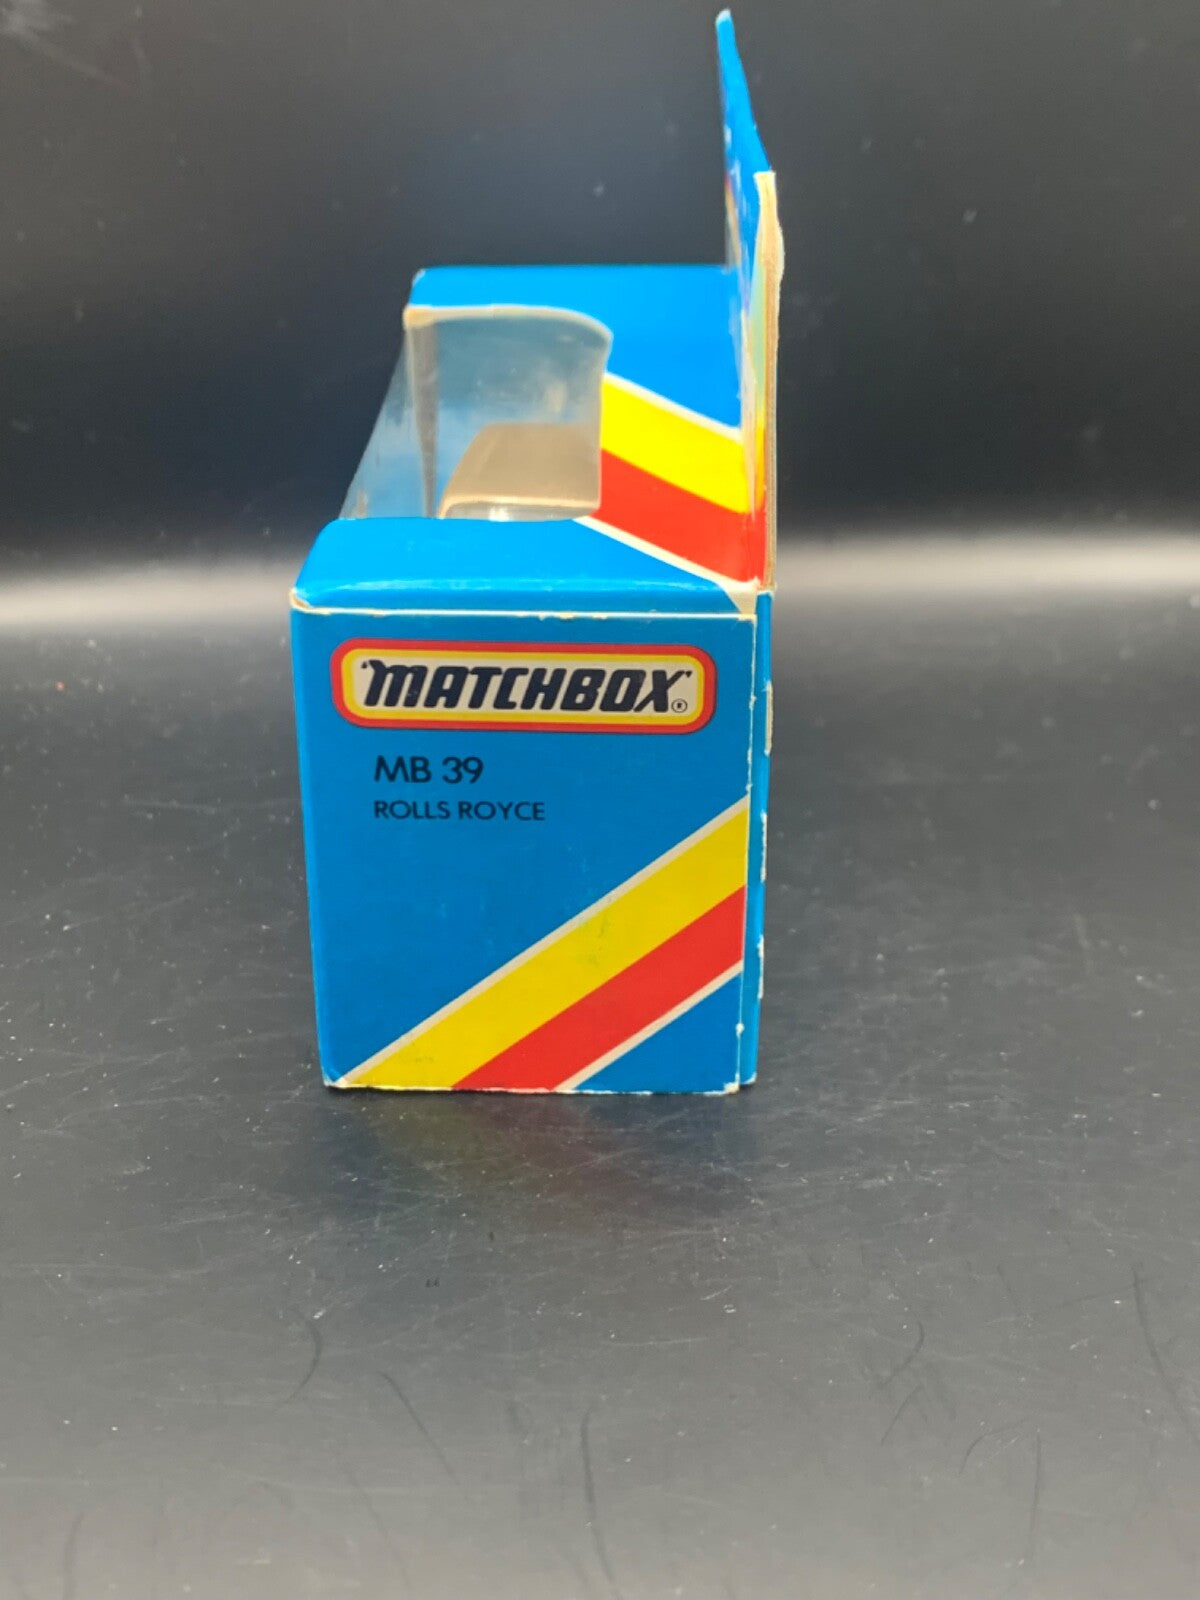 "MATCHBOX"®
MB 39
ROLLS ROYCE